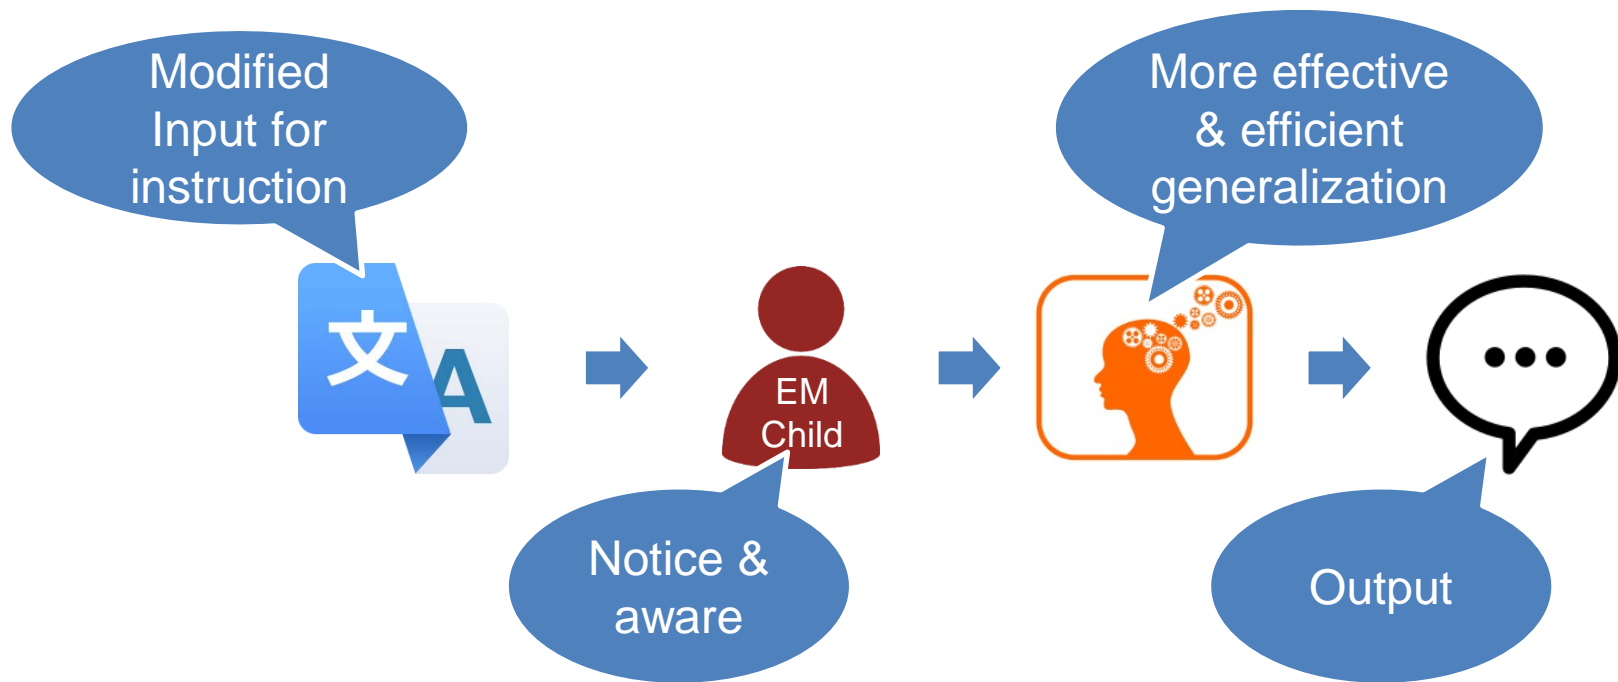 Modified
Input for
instruction
More effective
& efficient
generalization
文
A
EM
Child
Notice &
aware
Output